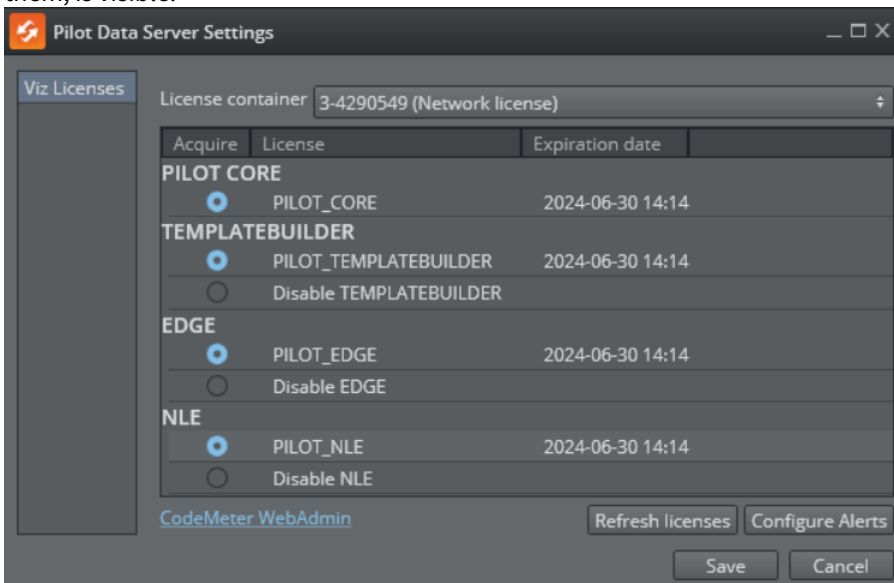 them, is visible.
Pilot Data Server Settings
Viz Licenses
License container 3-4290549 (Network license)
Acquire License Expiration date
PILOT CORE
PILOT_CORE 2024-06-30 14:14
TEMPLATEBUILDER
PILOT_TEMPLATEBUILDER 2024-06-30 14:14
Disable TEMPLATEBUILDER
EDGE
PILOT_EDGE 2024-06-30 14:14
Disable EDGE
NLE
PILOT_NLE 2024-06-30 14:14
Disable NLE
CodeMeter WebAdmin Refresh licenses Configure Alerts
Save Cancel